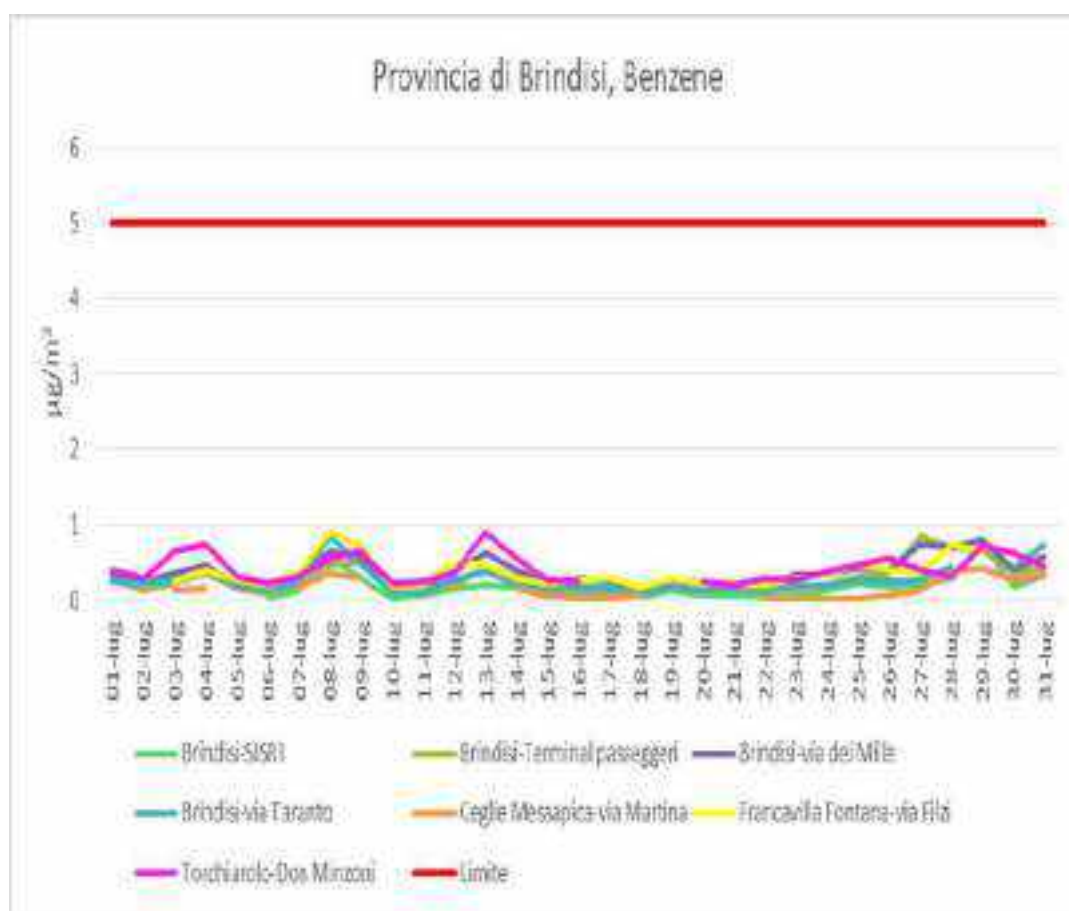 Provincia di Brindisi, Benzene
6
5
4
3
2
1
0
µg/m³
01-lug
02-lug
03-lug
04-lug
05-lug
06-lug
07-lug
08-lug
09-lug
10-lug
11-lug
12-lug
13-lug
14-lug
15-lug
16-lug
17-lug
18-lug
19-lug
20-lug
21-lug
22-lug
23-lug
24-lug
25-lug
26-lug
27-lug
28-lug
29-lug
30-lug
31-lug
Brindisi-SISRI
Brindisi-Terminal passeggeri
Brindisi-via dei Mille
Brindisi-via Taranto
Ceglie Messapica-via Martina
Francavilla Fontana-via Filzi
Torchiarolo-Don Minzoni
Limite